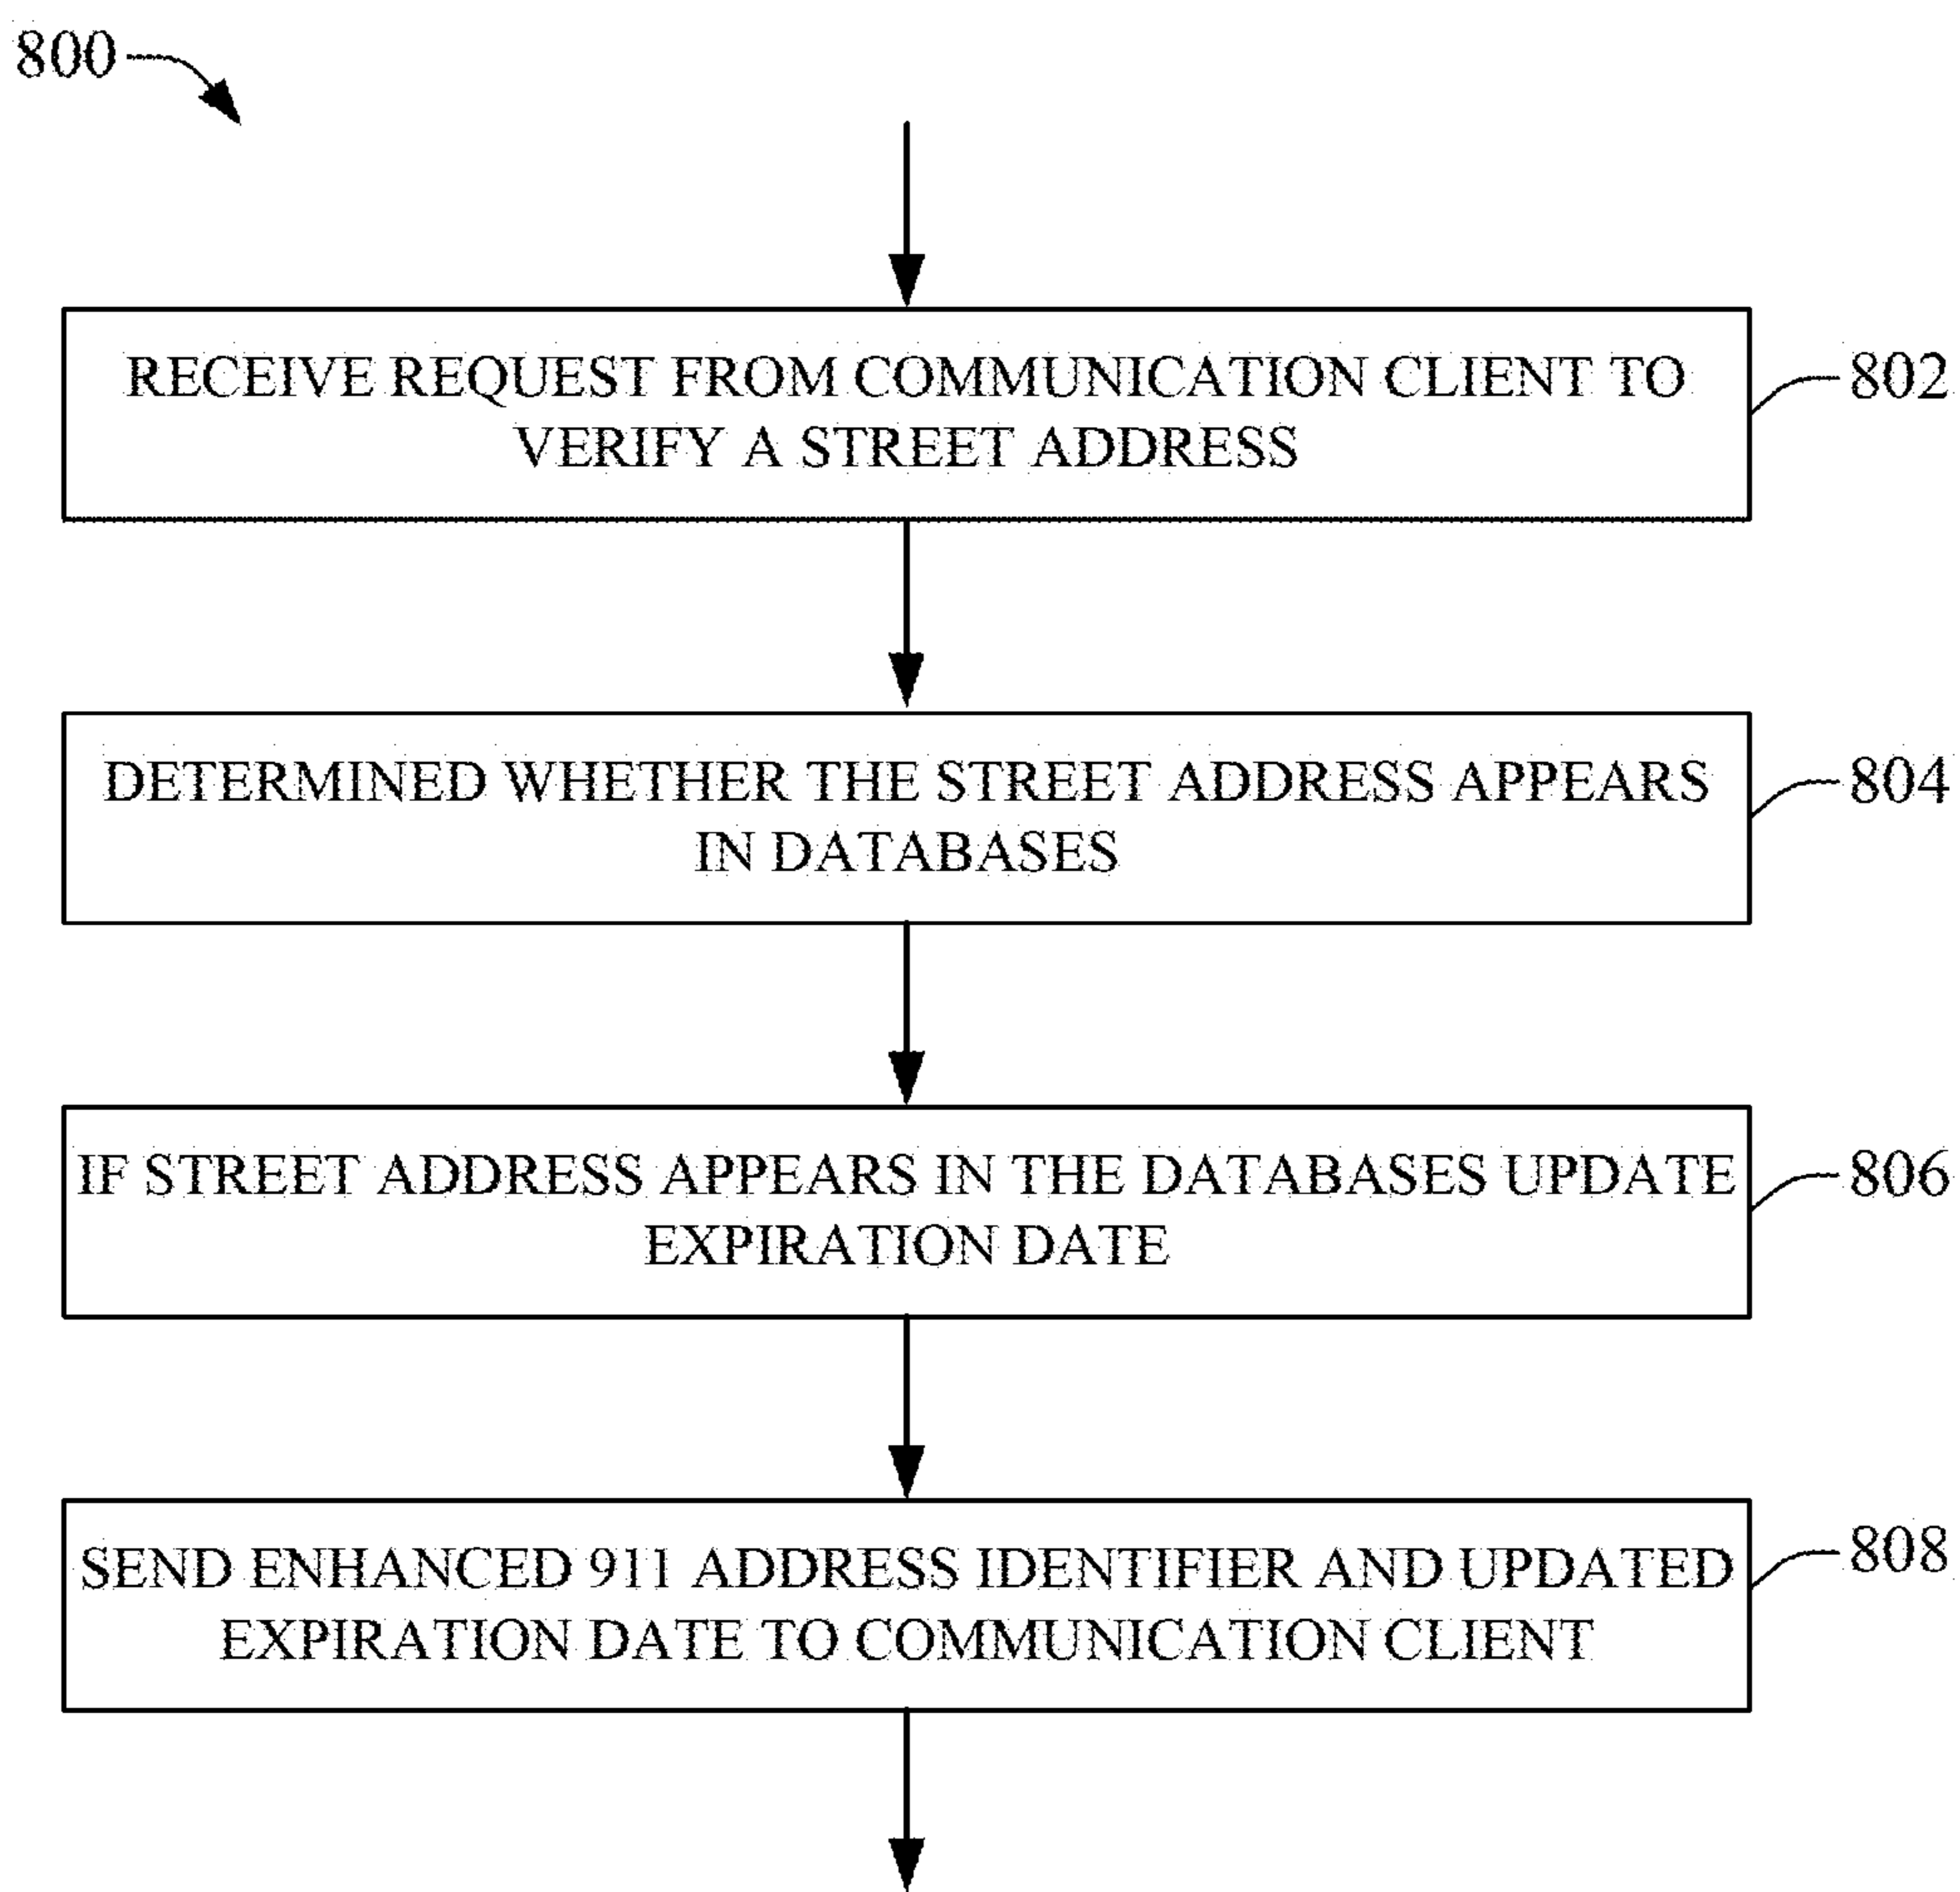 800
RECEIVE REQUEST FROM COMMUNICATION CLIENT TO
VERIFY A STREET ADDRESS
802
DETERMINED WHETHER THE STREET ADDRESS APPEARS
IN DATABASES
804
IF STREET ADDRESS APPEARS IN THE DATABASES UPDATE
EXPIRATION DATE
806
SEND ENHANCED 911 ADDRESS IDENTIFIER AND UPDATED
EXPIRATION DATE TO COMMUNICATION CLIENT
808